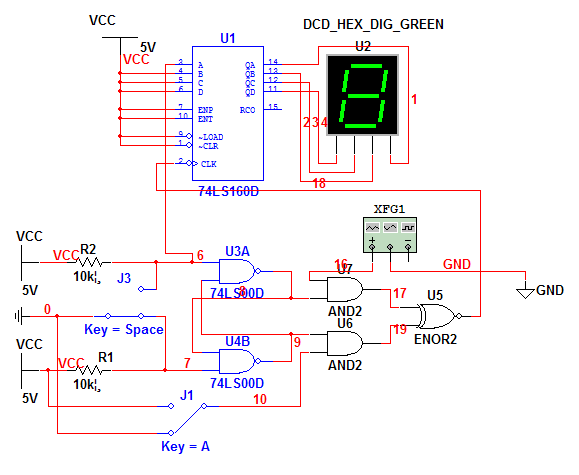 VCC
5V
VCC
U1
3
4
5
6
7
10
9
1
2
A
B
C
D
ENP
ENT
~LOAD
~CLR
CLK
QA
QB
QC
QD
RCO
14
13
12
11
15
74LS160D
DCD_HEX_DIG_GREEN
U2
1
2 3 4
18
XFG1
VCC
VCC
R2
10k
5V
J3
6
U3A
74LS00D
8
16
U7
AND2
GND
GND
17
U5
ENOR2
0
Key = Space
VCC
VCC
R1
10k
5V
7
U4B
74LS00D
9
U6
AND2
19
J1
10
Key = A